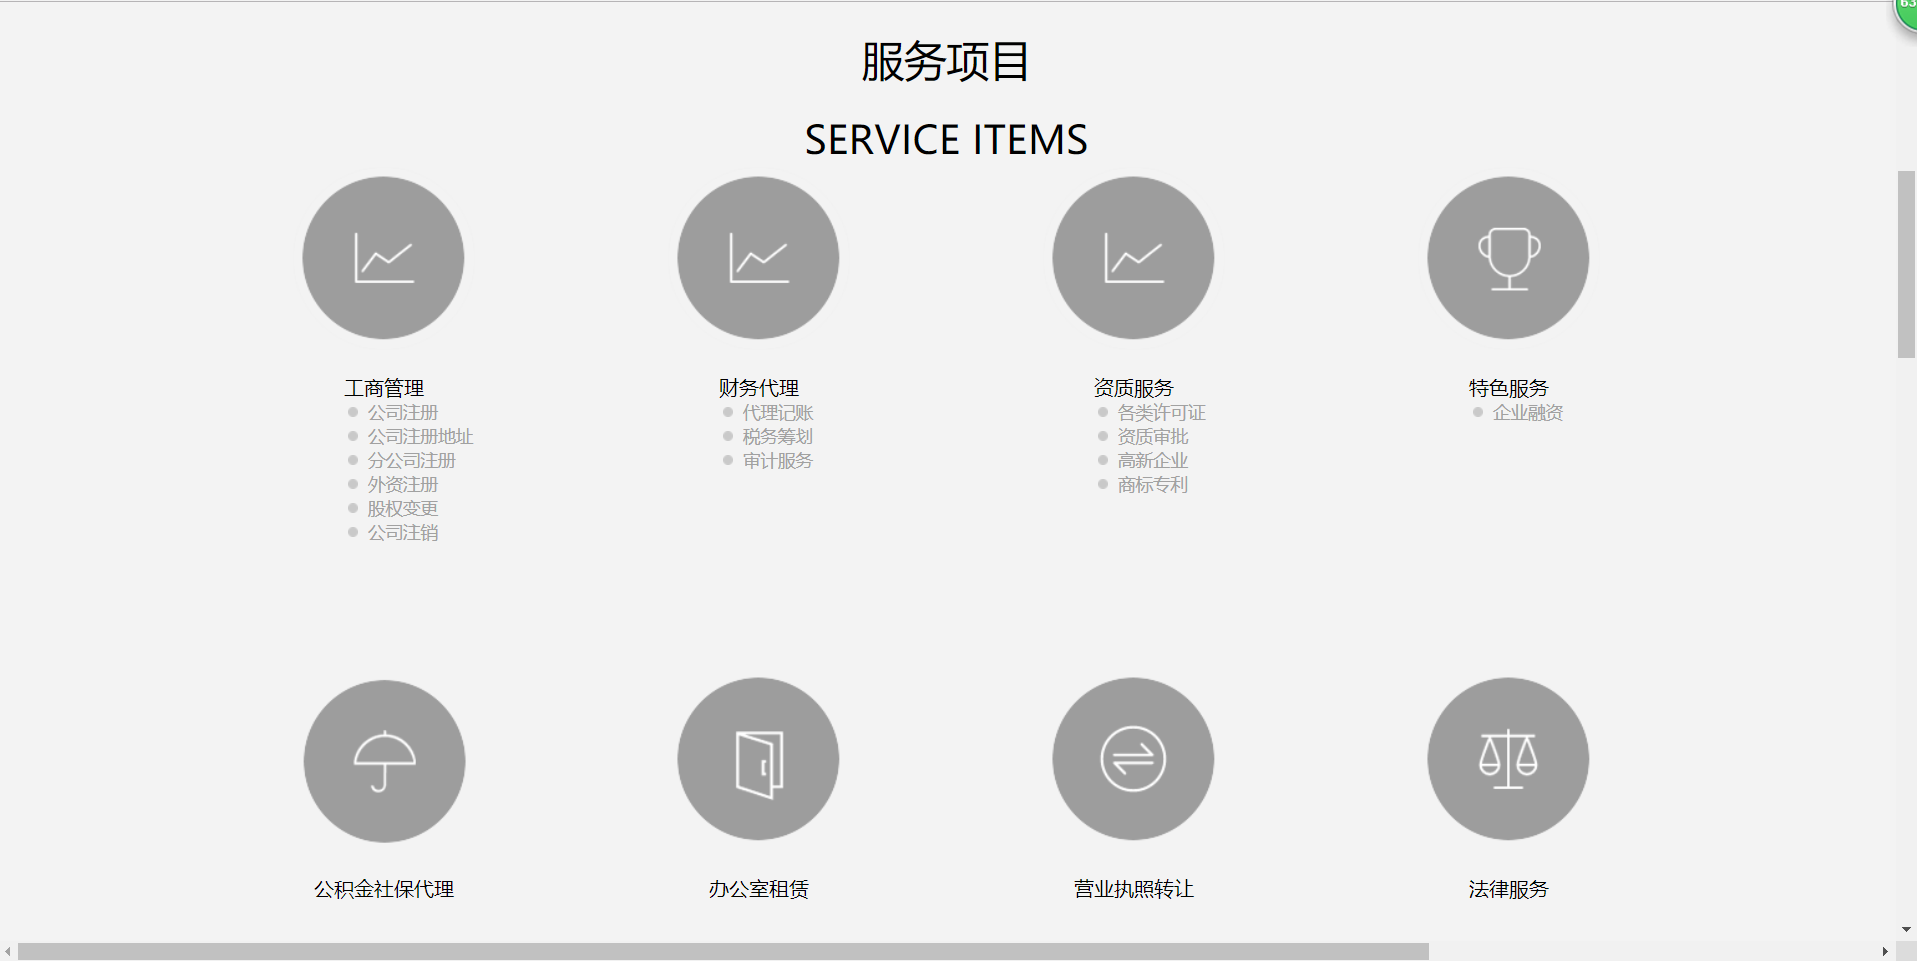 63
服务项目
SERVICE ITEMS
工商管理
公司注册
公司注册地址
分公司注册
外资注册
股权变更
公司注销
财务代理
代理记账
税务筹划
审计服务
资质服务
各类许可证
资质审批
高新企业
商标专利
特色服务
企业融资
公积金社保代理
办公室租赁
营业执照转让
法律服务